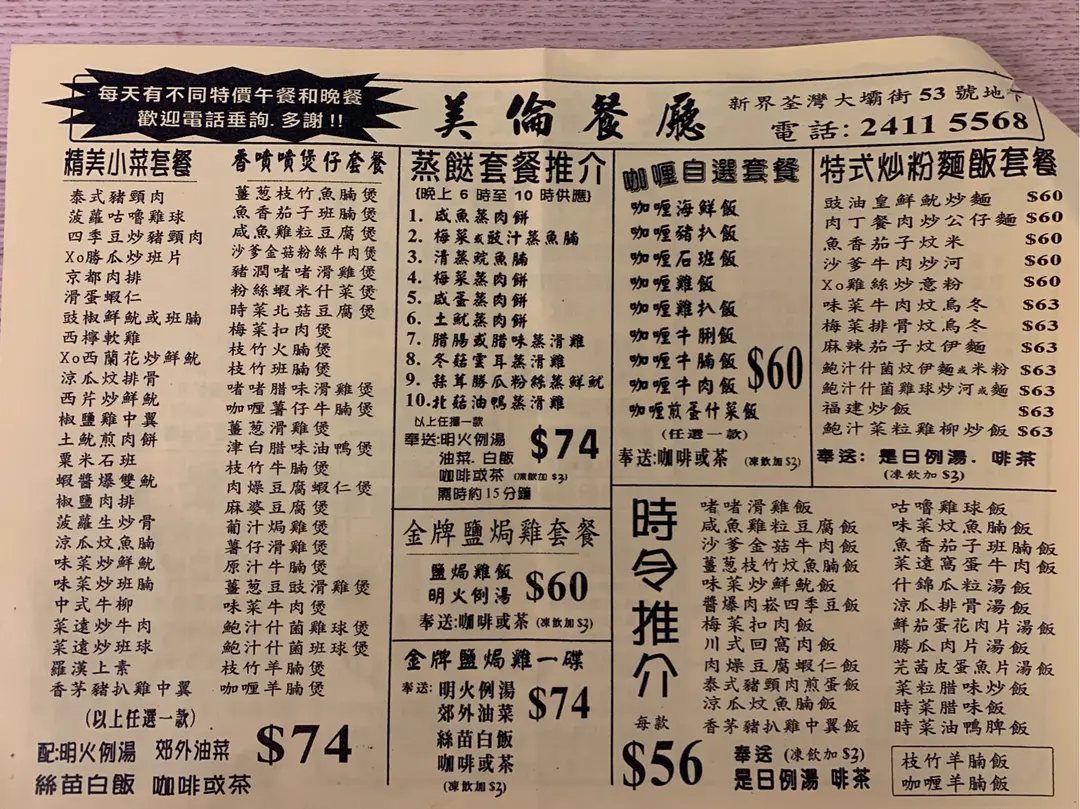 每天有不同特價午餐和晚餐
歡迎電話垂詢.多謝!!
美倫餐廳
新界荃灣大壩街 53 號地下
電話: 2411 5568
精美小菜套餐
泰式豬頸肉
菠蘿咕嚕雞球
四季豆炒豬頸肉
Xo勝瓜炒班片
京都肉排
滑蛋蝦仁
豉椒鮮魷或班腩
西檸軟雞
Xo西蘭花炒鮮魷
涼瓜炆排骨
西芹炒鮮魷
椒鹽雞中翼
土魷煎肉餅
粟米石班
蝦醬爆雙魷
椒鹽肉排
菠蘿生炒骨
涼瓜炆魚腩
味菜炒鮮魷
味菜炒班腩
中式牛柳
菜遠炒牛肉
菜遠炒班球
羅漢上素
香茅豬扒雞中翼
香噴噴煲仔套餐
薑蔥枝竹魚腩煲
魚香茄子班腩煲
咸魚雞粒豆腐煲
沙爹金菇粉絲牛肉煲
豬潤啫啫滑雞煲
粉絲蝦米什菜煲
時菜北菇豆腐煲
梅菜扣肉煲
枝竹火腩煲
枝竹班腩煲
啫啫腊味滑雞煲
咖喱薯仔牛腩煲
薑蔥滑雞煲
津白腊味油鴨煲
枝竹牛腩煲
肉燥豆腐蝦仁煲
麻婆豆腐煲
葡汁焗雞煲
薯仔滑雞煲
原汁牛腩煲
薑蔥豆豉滑雞煲
味菜牛肉煲
鮑汁什菌雞球煲
鮑汁什菌班球煲
枝竹羊腩煲
咖喱羊腩煲
(以上任選一款)
配:明火例湯 郊外油菜
絲苗白飯 咖啡或茶
$74
蒸餸套餐推介
{晚上 6 時至 10 時供應}
1. 咸魚蒸肉餅
2. 梅菜或豉汁蒸魚腩
3. 清蒸鯇魚腩
4. 梅菜蒸肉餅
5. 咸蛋蒸肉餅
6. 土魷蒸肉餅
7. 腊腸或腊味蒸滑雞
8. 冬菇雲耳蒸滑雞
9. 蒜茸勝瓜粉絲蒸鮮魷
10.北菇油鴨蒸滑雞
以上任擇一款
奉送:明火例湯
油菜. 白飯
咖啡或茶 (凍飲加 $3)
需時約15分鐘
$74
金牌鹽焗雞套餐
鹽焗雞飯
明火例湯
$60
奉送:咖啡或茶 (凍飲加 $2)
金牌鹽焗雞一碟
奉送: 明火例湯
郊外油菜
絲苗白飯
咖啡或茶
(凍飲加 $3)
$74
咖喱自選套餐
咖喱海鮮飯
咖喱豬扒飯
咖喱石班飯
咖喱雞飯
咖喱雞扒飯
咖喱牛脷飯
咖喱牛腩飯
咖喱牛肉飯
咖喱煎蛋什菜飯
$60
(任選一款)
奉送:咖啡或茶 (凍飲加 $3)
特式炒粉麵飯套餐
豉油皇鮮魷炒麵 $60
肉丁餐肉炒公仔麵 $60
魚香茄子炆米 $60
沙爹牛肉炒河 $60
Xo雞絲炒意粉 $60
味菜牛肉炆烏冬 $63
梅菜排骨炆烏冬 $63
麻辣茄子炆伊麵 $63
鮑汁什菌炆伊麵或米粉 $63
鮑汁什菌雞球炒河或麵 $63
福建炒飯 $63
鮑汁菜粒雞柳炒飯 $63
奉送: 是日例湯. 啡茶
(凍飲加 $3)
時令推介
每款
$56
啫啫滑雞飯
咸魚雞粒豆腐飯
沙爹金菇牛肉飯
薑蔥枝竹炆魚腩飯
味菜炒鮮魷飯
醬爆肉崧四季豆飯
梅菜扣肉飯
川式回窩肉飯
肉燥豆腐蝦仁飯
泰式豬頸肉煎蛋飯
涼瓜炆魚腩飯
香茅豬扒雞中翼飯
咕嚕雞球飯
味菜炆魚腩飯
魚香茄子班腩飯
菜遠窩蛋牛肉飯
什錦瓜粒湯飯
涼瓜排骨湯飯
鮮茄蛋花肉片湯飯
勝瓜肉片湯飯
芫茜皮蛋魚片湯飯
菜粒腊味炒飯
時菜腊味飯
時菜油鴨脾飯
奉送 (凍飲加 $3)
是日例湯 啡茶
枝竹羊腩飯
咖喱羊腩飯